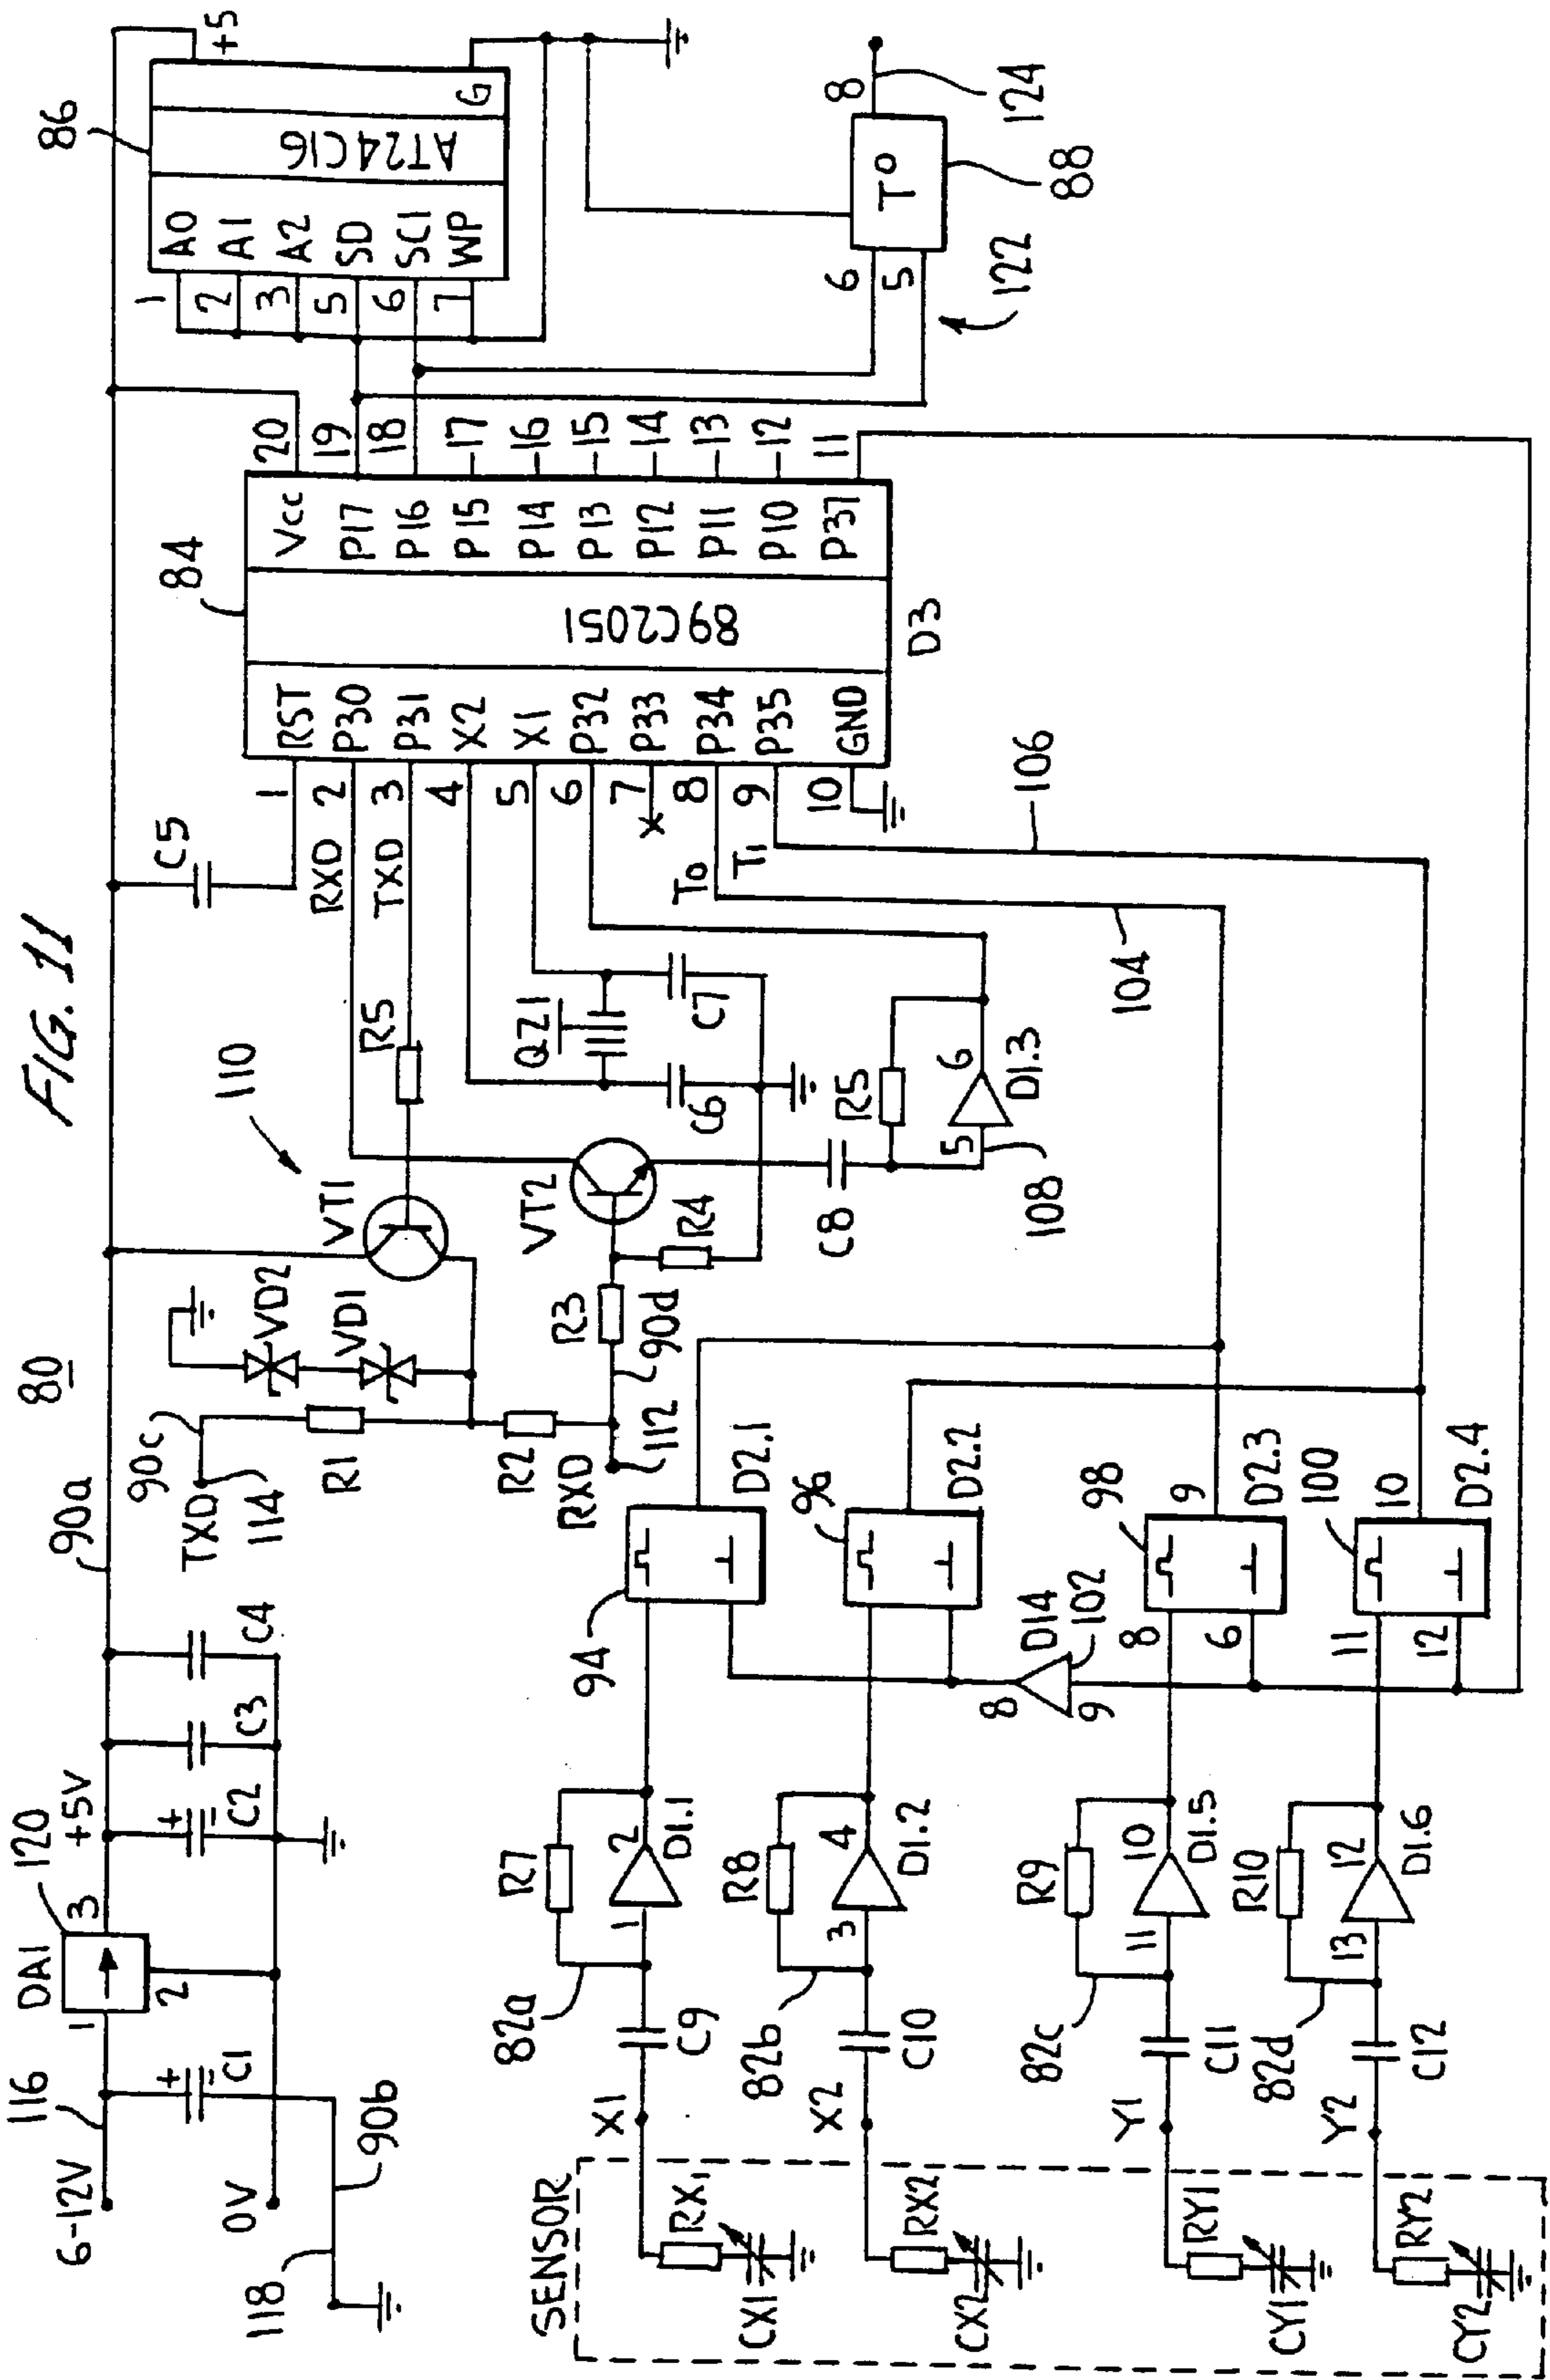 FIG. 11
80
6-12V
116
0V
118
90b
C1
DA1
120
1
2
3
+5V
C2
C3
C4
90a
90c
TXD
114
R1
VD2
VD1
R2
RXD
112
90d
R3
R4
VT1
110
R5
VT2
C8
108
R5
5
6
D1.3
QZ1
C6
C7
C5
RXD
TXD
T0
T1
104
106
84
89C2051
D3
1
RST
2
P30
3
P31
4
X2
5
X1
6
P32
7
X
P33
8
P34
9
P35
10
GND
Vcc
20
P17
19
P16
18
P15
17
P14
16
P13
15
P12
14
P11
13
P10
12
P37
11
86
AT24C16
1
A0
2
A1
3
A2
5
SD
6
SC1
7
WP
+5
G
6
5
T°
8
88
122
124
SENSOR
RX1
CX1
X1
C9
82a
R7
1
2
D1.1
94
D2.1
RX2
CX2
X2
C10
82b
R8
3
4
D1.2
96
D2.2
8
9
D14
102
RY1
CY1
Y1
C11
82c
R9
11
10
D1.5
8
6
98
9
D2.3
RY2
CY2
Y2
C12
82d
R10
13
12
D1.6
11
12
100
10
D2.4